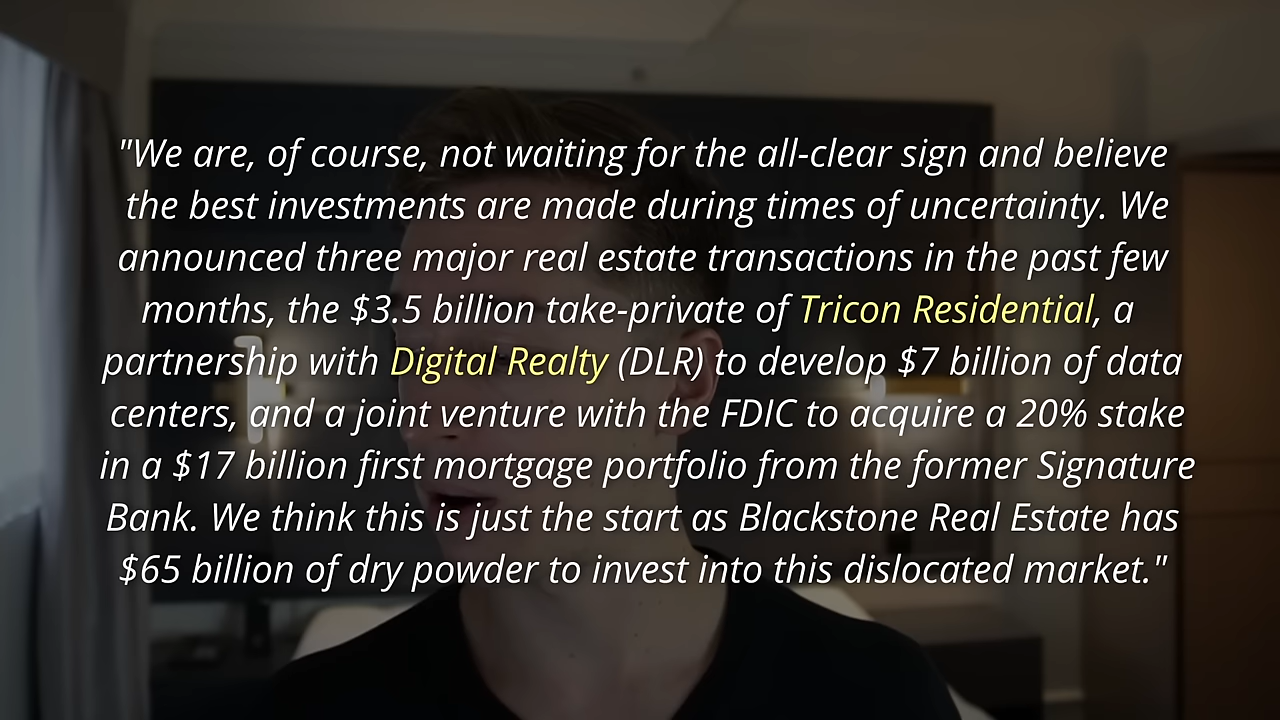 "We are, of course, not waiting for the all-clear sign and believe
the best investments are made during times of uncertainty. We
announced three major real estate transactions in the past few
months, the $3.5 billion take-private of Tricon Residential, a
partnership with Digital Realty (DLR) to develop $7 billion of data
centers, and a joint venture with the FDIC to acquire a 20% stake
in a $17 billion first mortgage portfolio from the former Signature
Bank. We think this is just the start as Blackstone Real Estate has
$65 billion of dry powder to invest into this dislocated market."